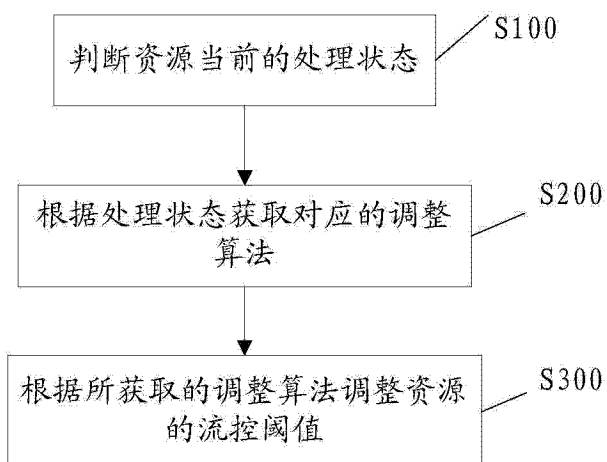 S100
判断资源当前的处理状态
S200
根据处理状态获取对应的调整
算法
S300
根据所获取的调整算法调整资源
的流控阈值